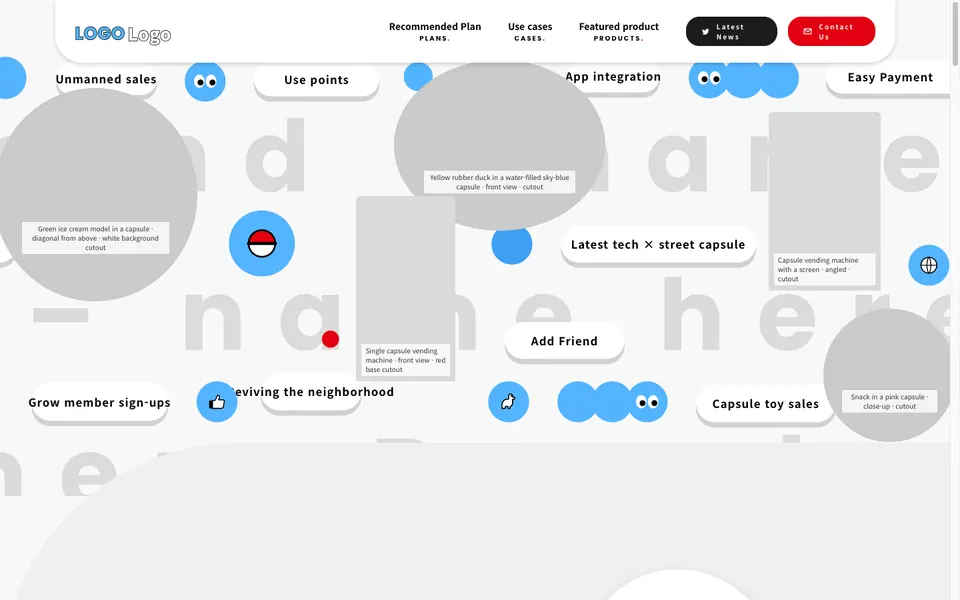 LOGO Logo
Recommended Plan
PLANS.
Use cases
CASES.
Featured product
PRODUCTS.
Latest
News
Contact
Us
Unmanned sales
Use points
App integration
Easy Payment
Yellow rubber duck in a water-filled sky-blue
capsule · front view · cutout
Green ice cream model in a capsule ·
diagonal from above · white background
cutout
Latest tech × street capsule
Capsule vending machine
with a screen · angled ·
cutout
– name here
Add Friend
Single capsule vending
machine · front view · red
base cutout
Reviving the neighborhood
Grow member sign-ups
Capsule toy sales
Snack in a pink capsule ·
close-up · cutout